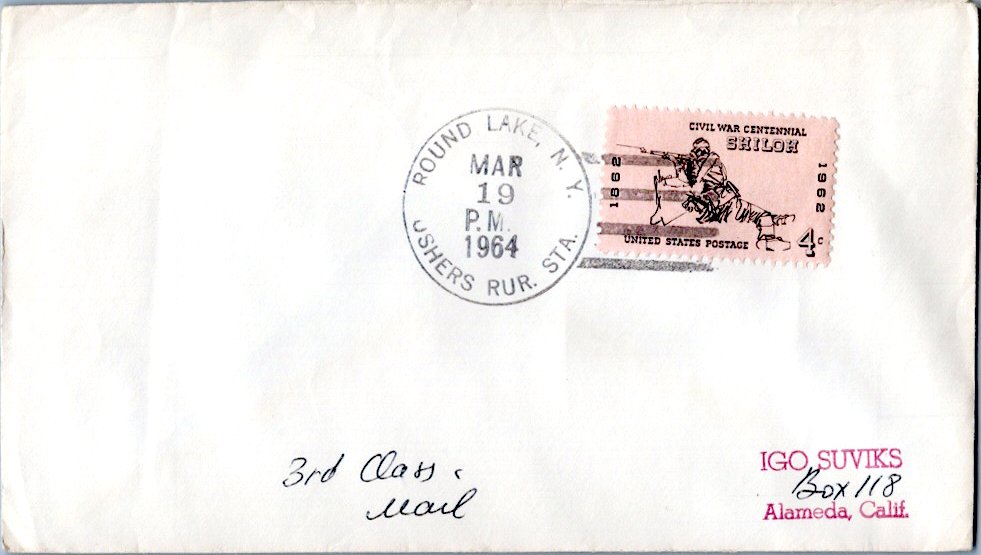 ROUND LAKE, N. Y.
MAR
19
P.M.
1964
USHERS RUR. STA.
CIVIL WAR CENTENNIAL
SHILOH
1862
1962
UNITED STATES POSTAGE
4c
3rd Class
Mail
IGO SUVIKS
Box 118
Alameda, Calif.